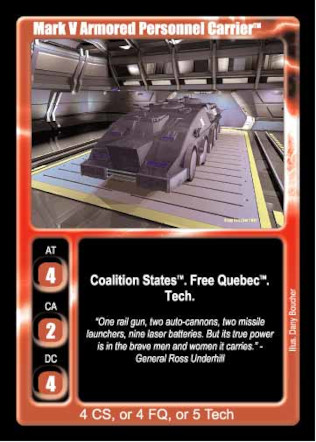 Mark V Armored Personnel Carrier™
AT
4
CA
2
DC
4
Coalition States™. Free Quebec™.
Tech.
"One rail gun, two auto-cannons, two missile
launchers, nine laser batteries. But its true power
is in the brave men and women it carries." -
General Ross Underhill
Illus. Dany Boucher
4 CS, or 4 FQ, or 5 Tech